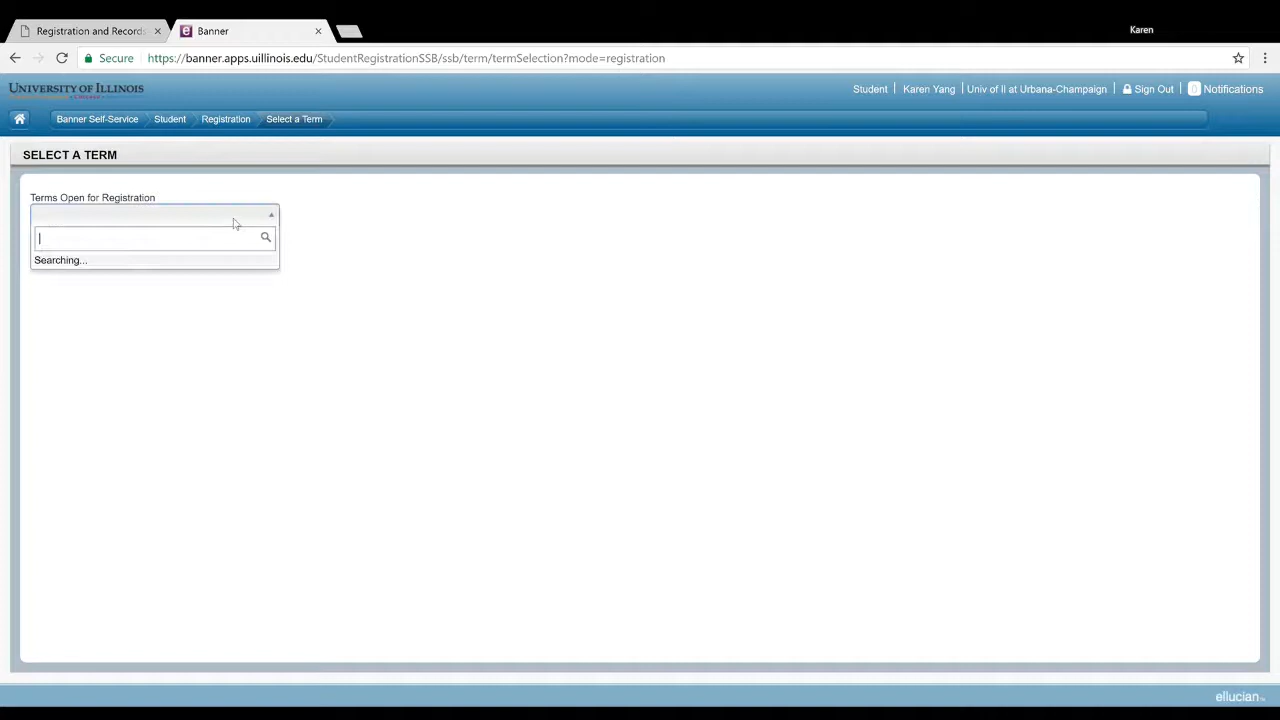 Registration and Records
Banner
Karen
Secure
https://banner.apps.uillinois.edu/StudentRegistrationSSB/ssb/term/termSelection?mode=registration
UNIVERSITY OF ILLINOIS
Student
Karen Yang
Univ of Il at Urbana-Champaign
Sign Out
0 Notifications
Banner Self-Service
Student
Registration
Select a Term
SELECT A TERM
Terms Open for Registration
Searching...
ellucian